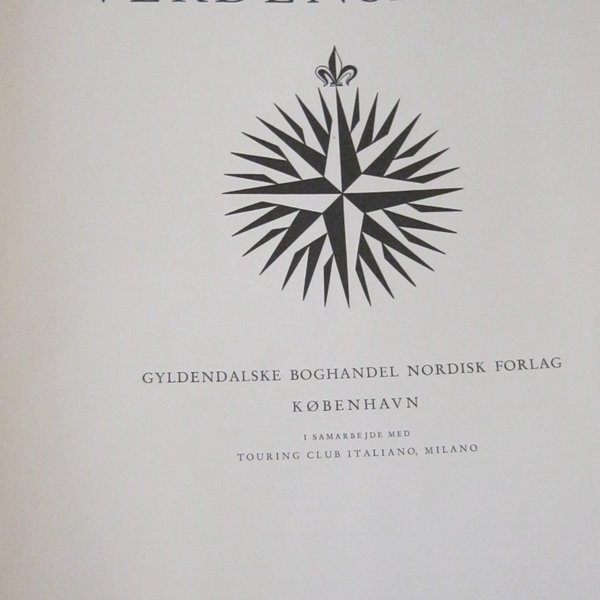 GYLDENDALSKE BOGHANDEL NORDISK FORLAG
KØBENHAVN
I SAMARBEJDE MED
TOURING CLUB ITALIANO, MILANO